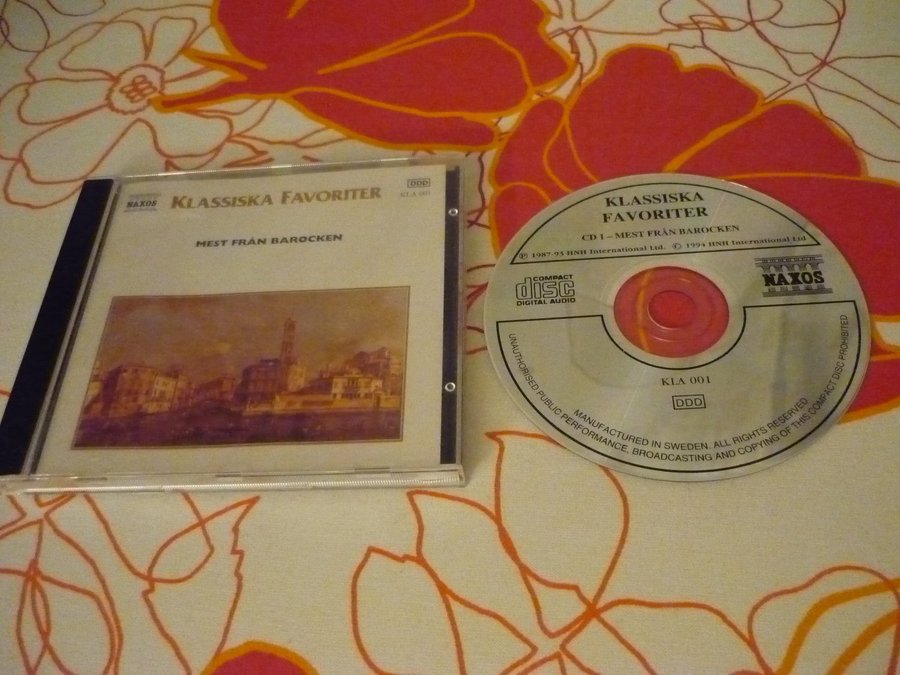 NAXOS
KLASSISKA FAVORITER
DDD
KLA 001
MEST FRÅN BAROCKEN
KLASSISKA
FAVORITER
CD 1 – MEST FRÅN BAROCKEN
℗ 1987-93 HNH International Ltd. © 1994 HNH International Ltd
COMPACT
disc
DIGITAL AUDIO
NAXOS
KLA 001
DDD
UNAUTHORISED PUBLIC PERFORMANCE, BROADCASTING AND COPYING OF THIS COMPACT DISC PROHIBITED
MANUFACTURED IN SWEDEN. ALL RIGHTS RESERVED